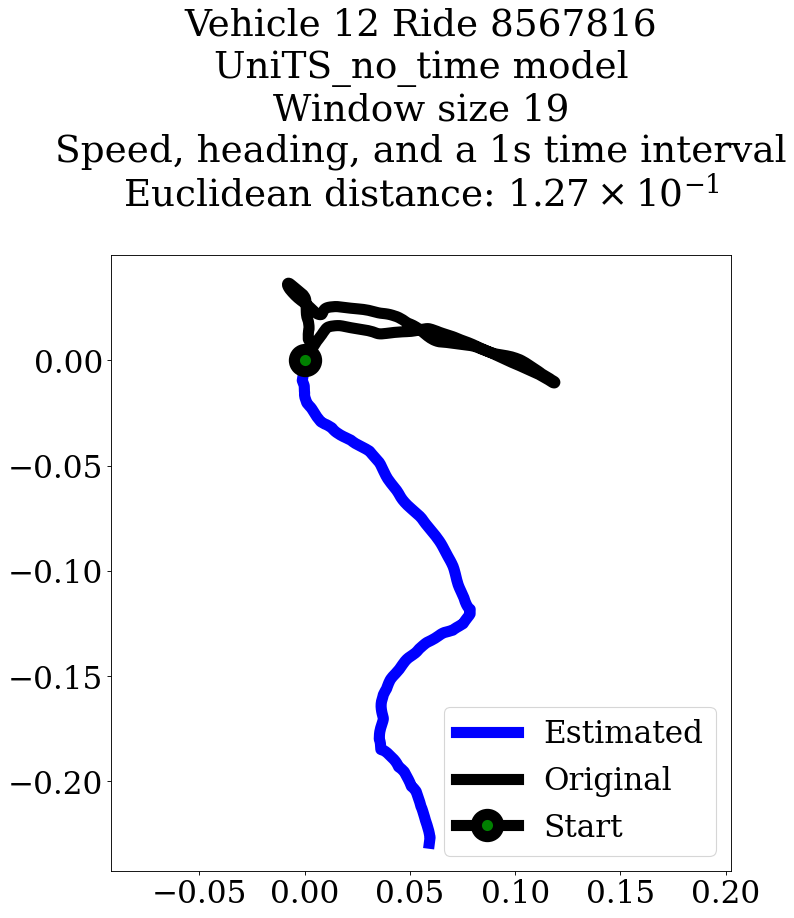 Vehicle 12 Ride 8567816
UniTS_no_time model
Window size 19
Speed, heading, and a 1s time interval
Euclidean distance: $1.27 \times 10^{-1}$
0.00
−0.05
−0.10
−0.15
−0.20
Estimated
Original
Start
−0.05 0.00 0.05 0.10 0.15 0.20